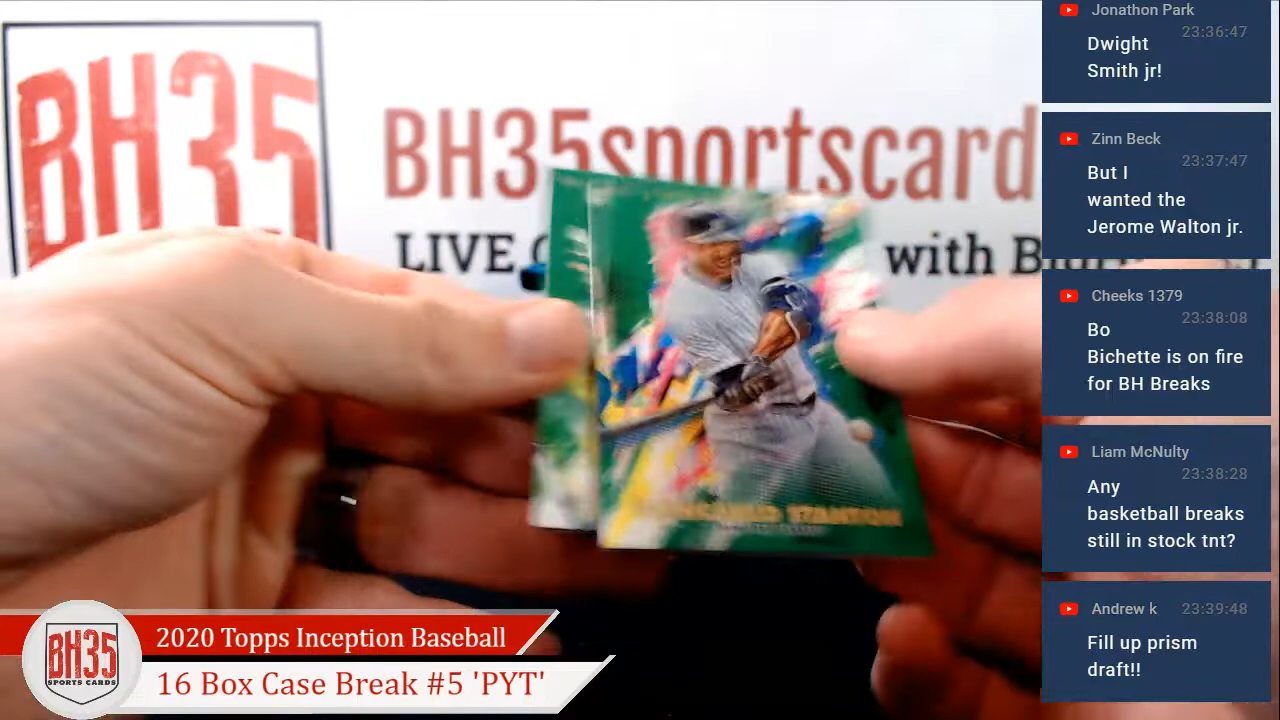 BH35
BH35sportscard
LIVE
with
STANTON
2020 Topps Inception Baseball
16 Box Case Break #5 'PYT'
BH35
SPORTS CARDS
Jonathon Park
23:36:47
Dwight
Smith jr!
Zinn Beck
23:37:47
But I
wanted the
Jerome Walton jr.
Cheeks 1379
23:38:08
Bo
Bichette is on fire
for BH Breaks
Liam McNulty
23:38:28
Any
basketball breaks
still in stock tnt?
Andrew k 23:39:48
Fill up prism
draft!!